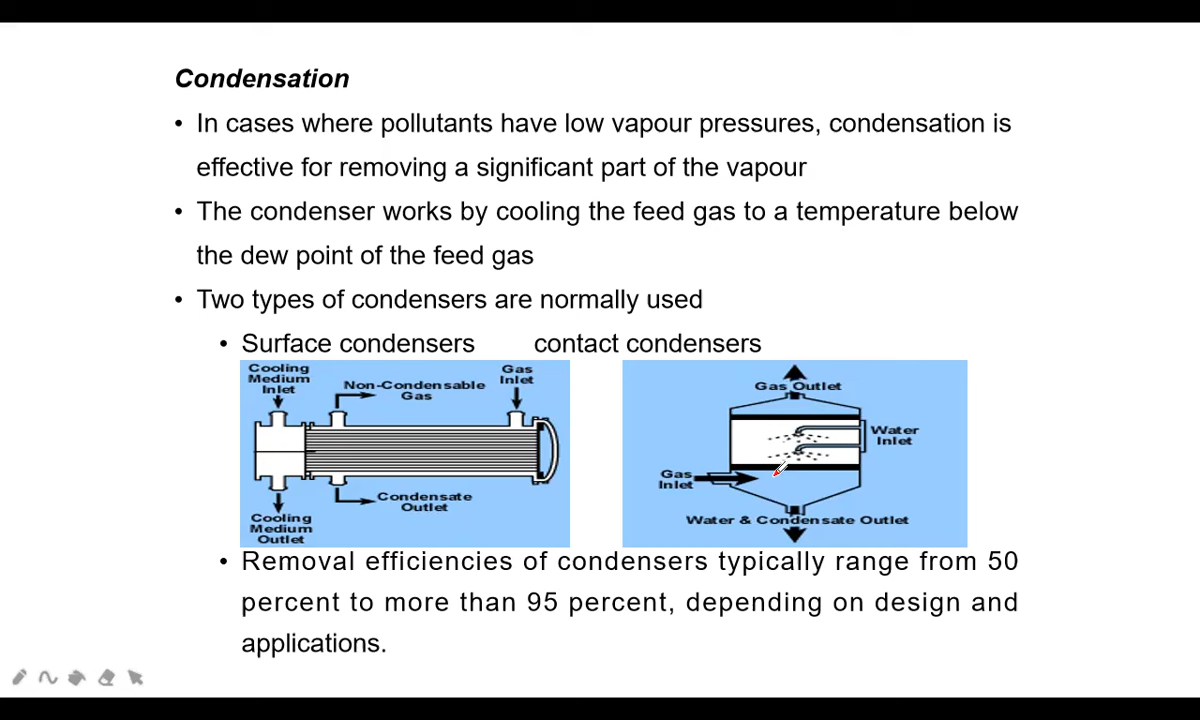 Condensation
• In cases where pollutants have low vapour pressures, condensation is
effective for removing a significant part of the vapour
• The condenser works by cooling the feed gas to a temperature below
the dew point of the feed gas
• Two types of condensers are normally used
• Surface condensers contact condensers
Cooling
Medium
Inlet
Non-Condensable
Gas
Gas
Inlet
Condensate
Outlet
Cooling
Medium
Outlet
Gas Outlet
Water
Inlet
Gas
Inlet
Water & Condensate Outlet
• Removal efficiencies of condensers typically range from 50
percent to more than 95 percent, depending on design and
applications.